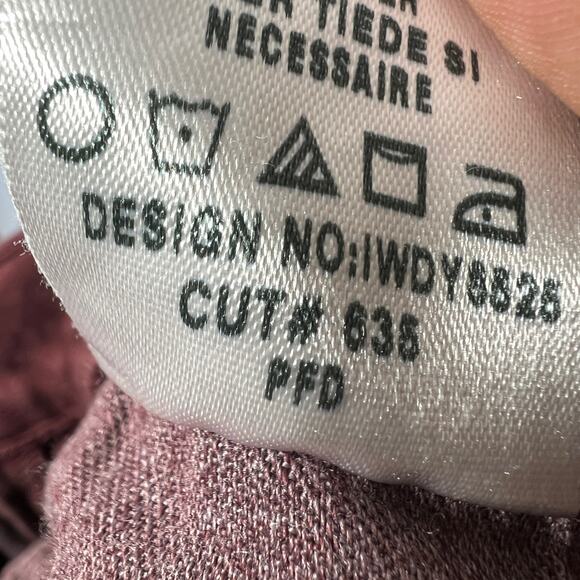 TIEDE SI
NECESSAIRE
DESIGN NO:IWDY8825
CUT# 635
PFD